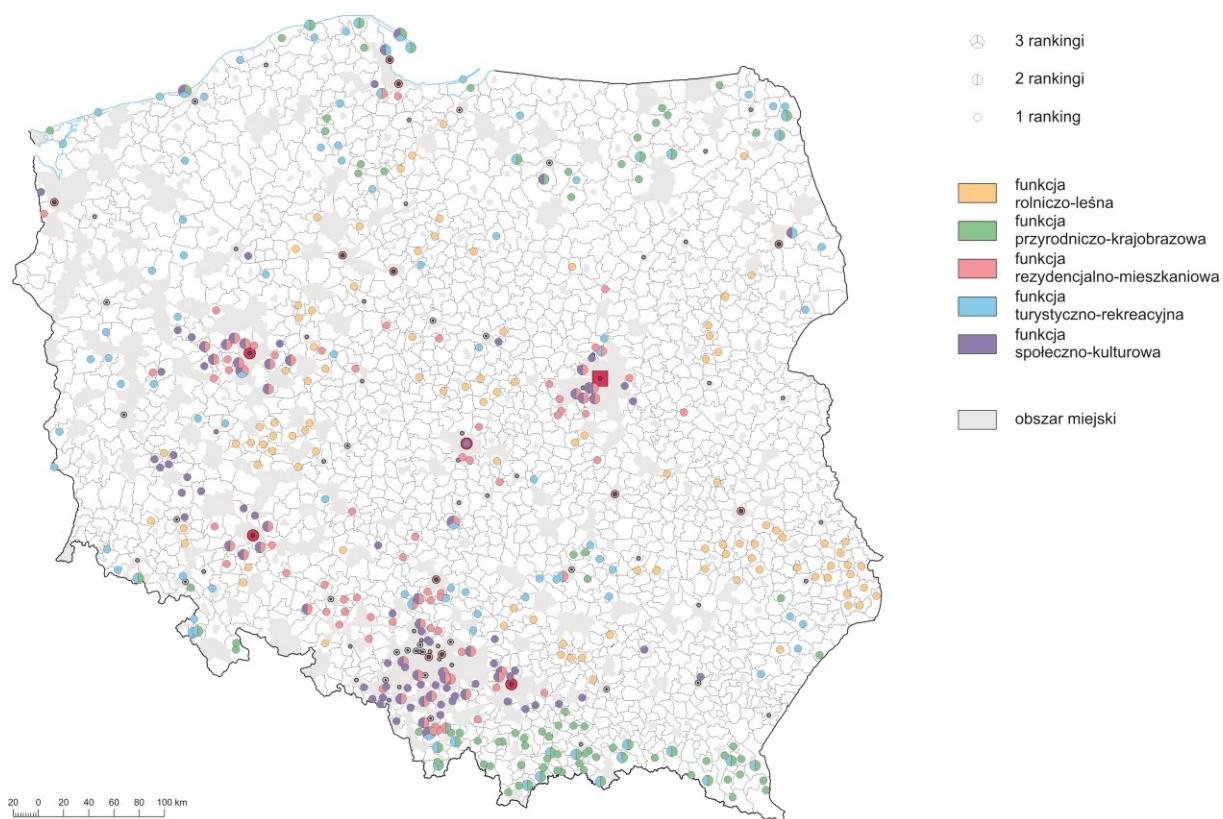 3 rankingi
2 rankingi
1 ranking
funkcja
rolniczo-leśna
funkcja
przyrodniczo-krajobrazowa
funkcja
rezydencjalno-mieszkaniowa
funkcja
turystyczno-rekreacyjna
funkcja
społeczno-kulturowa
obszar miejski
20 0 20 40 60 80 100 km